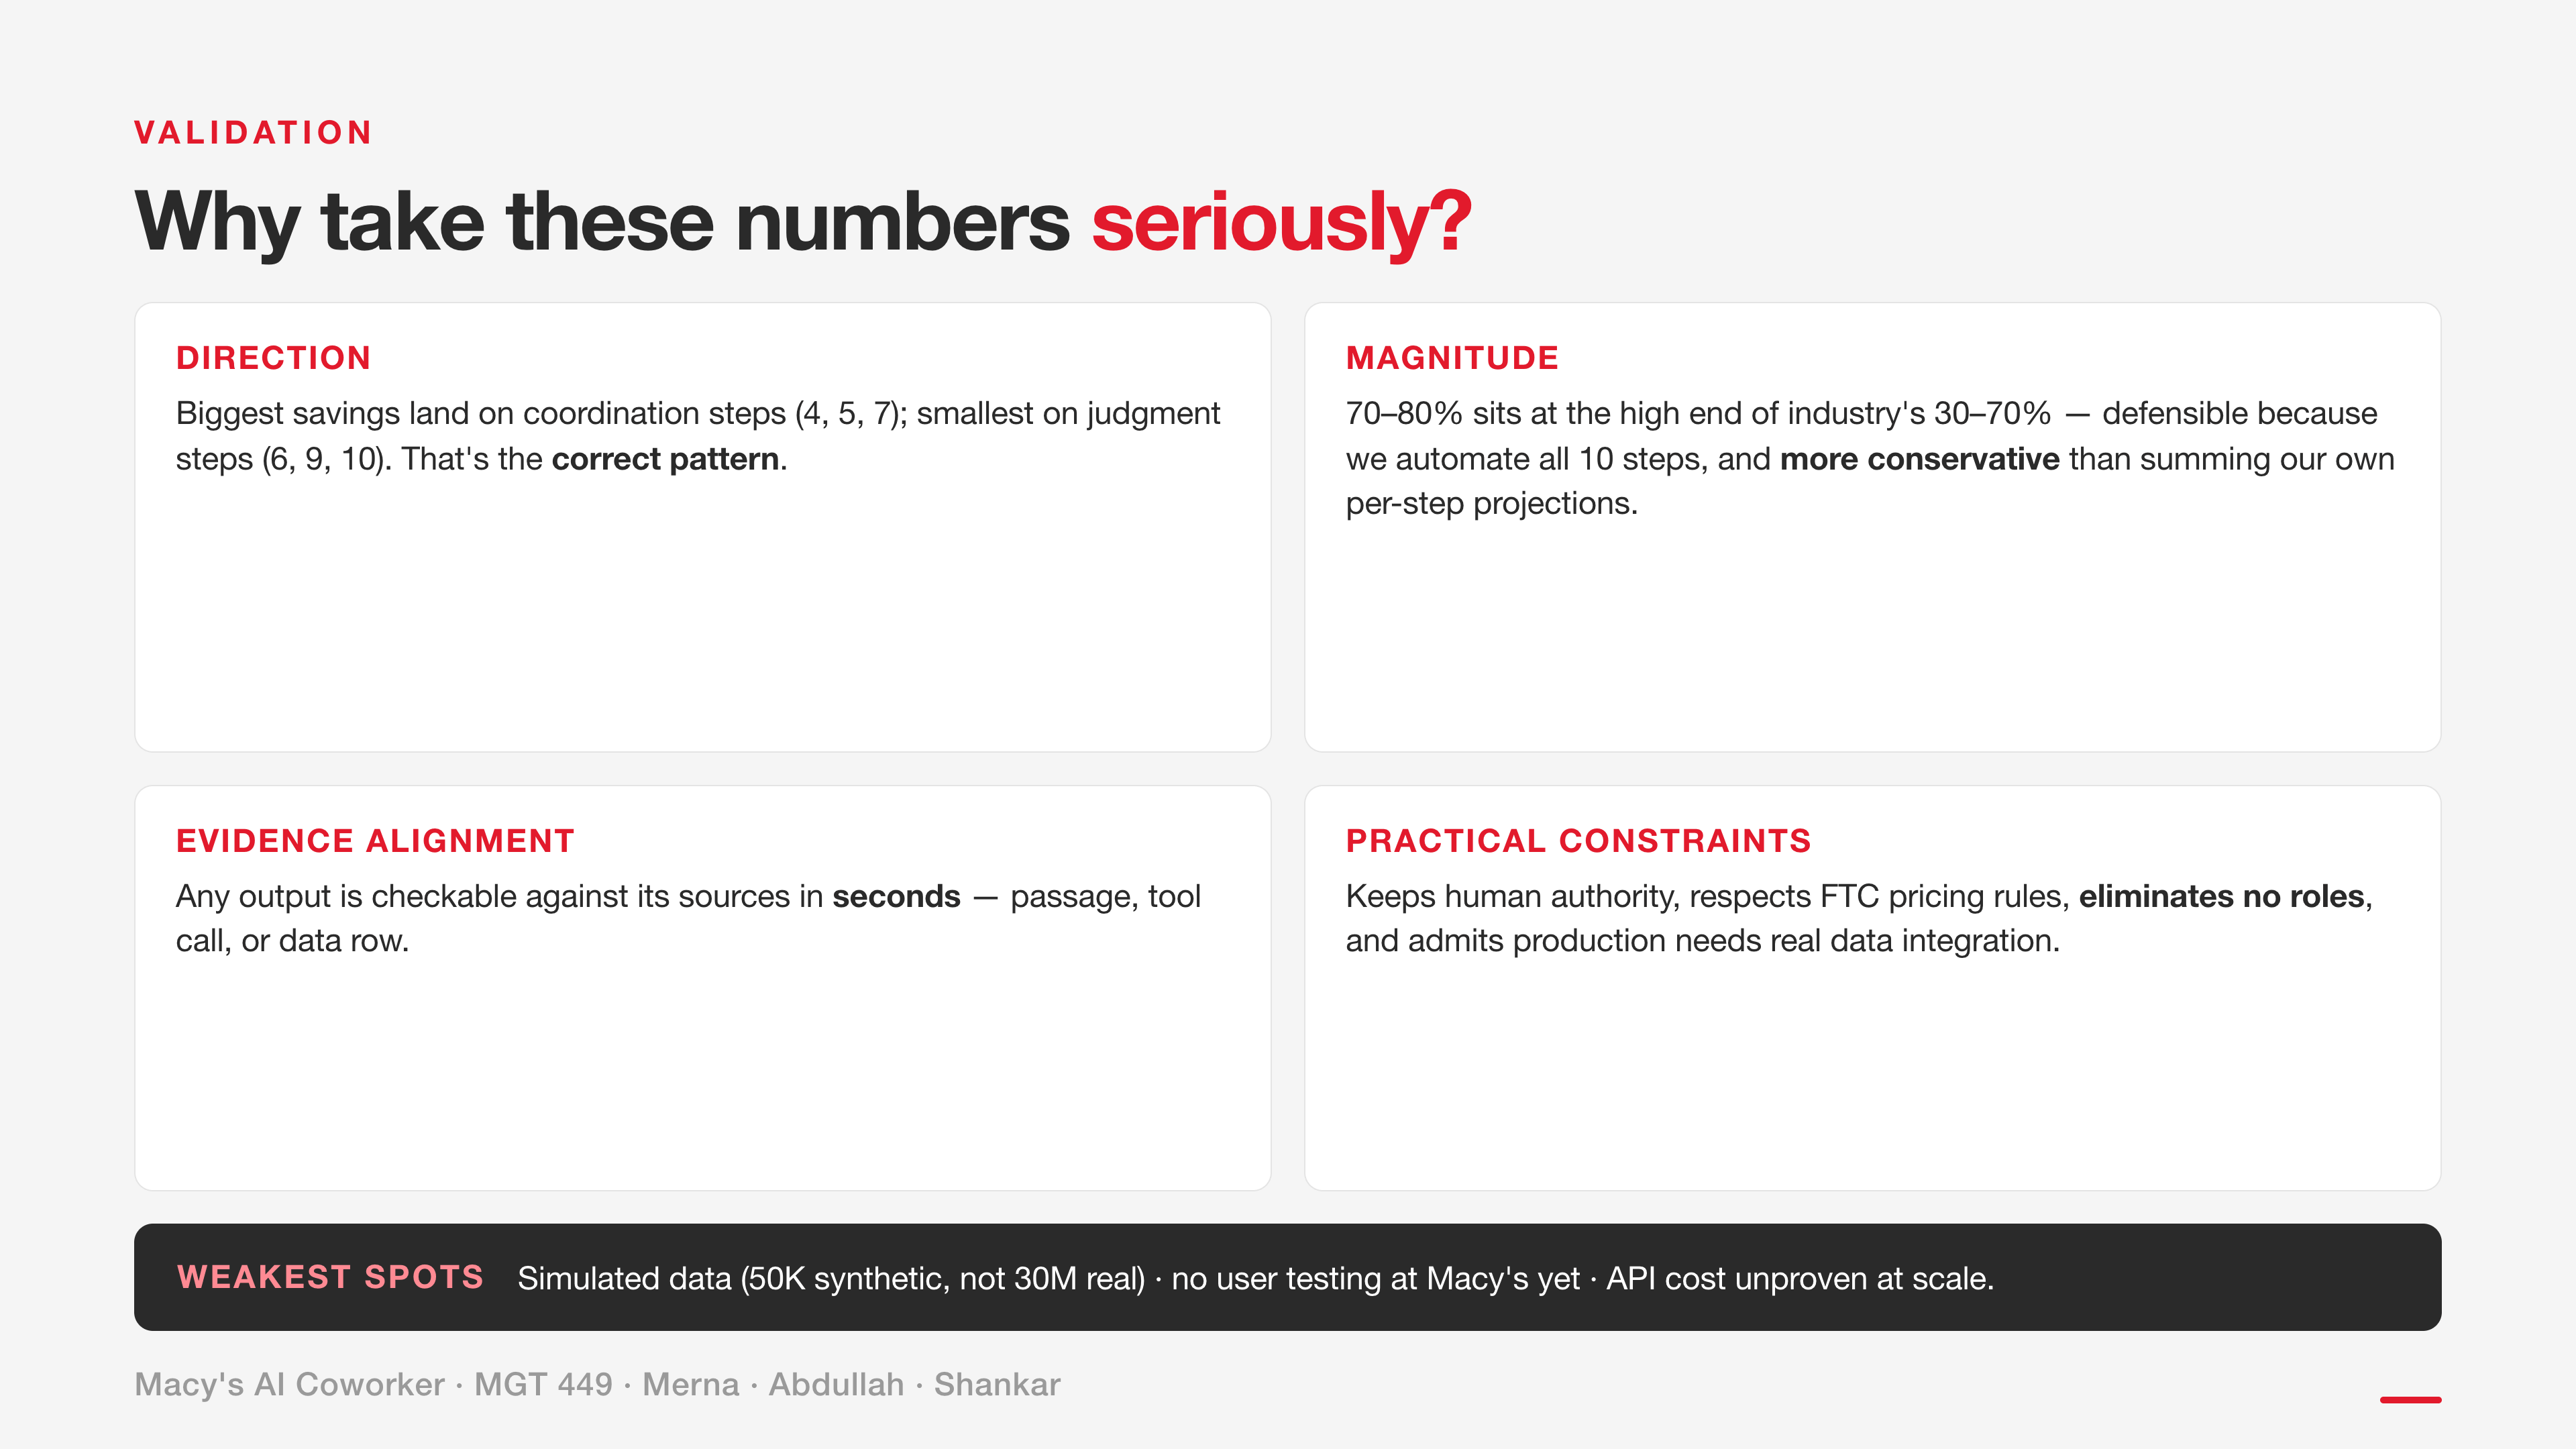 VALIDATION
Why take these numbers seriously?
DIRECTION
Biggest savings land on coordination steps (4, 5, 7); smallest on judgment
steps (6, 9, 10). That's the correct pattern.
MAGNITUDE
70–80% sits at the high end of industry's 30–70% — defensible because
we automate all 10 steps, and more conservative than summing our own
per-step projections.
EVIDENCE ALIGNMENT
Any output is checkable against its sources in seconds — passage, tool
call, or data row.
PRACTICAL CONSTRAINTS
Keeps human authority, respects FTC pricing rules, eliminates no roles,
and admits production needs real data integration.
WEAKEST SPOTS Simulated data (50K synthetic, not 30M real) · no user testing at Macy's yet · API cost unproven at scale.
Macy's AI Coworker · MGT 449 · Merna · Abdullah · Shankar